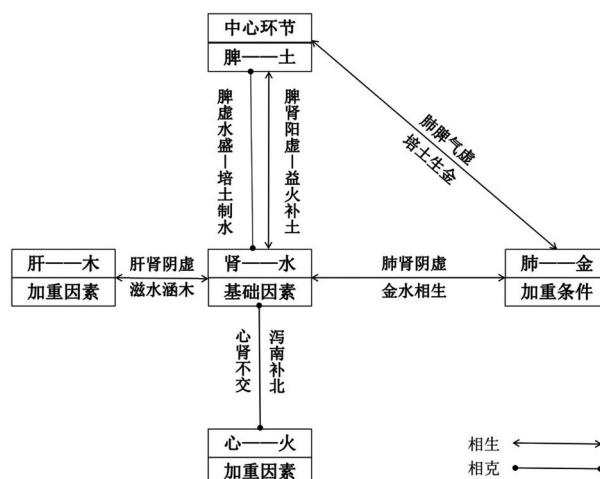 中心环节
脾——土
脾虚水盛—培土制水
脾肾阳虚—益火补土
肺脾气虚
培土生金
肝——木
加重因素
肝肾阴虚
滋水涵木
肾——水
基础因素
肺肾阴虚
金水相生
肺——金
加重条件
心肾不交
泻南补北
心——火
加重因素
相生
相克